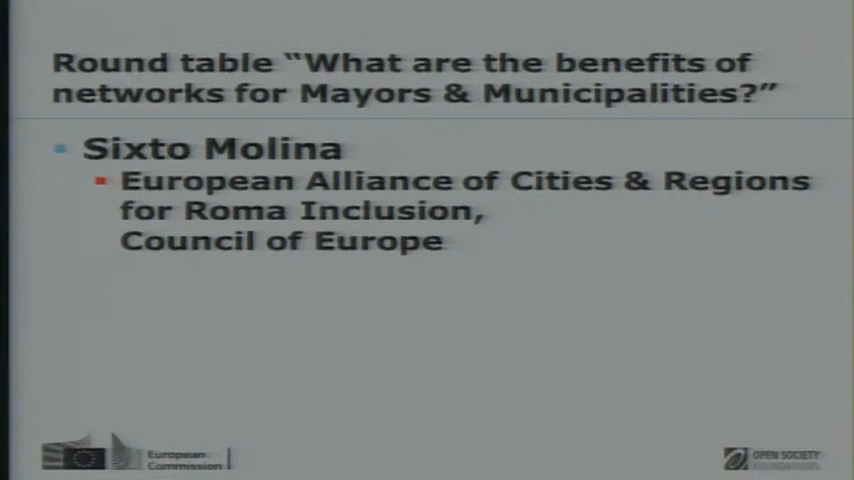 Round table “What are the benefits of
networks for Mayors & Municipalities?”
Sixto Molina
European Alliance of Cities & Regions
for Roma Inclusion,
Council of Europe
European
Commission
OPEN SOCIETY
FOUNDATIONS